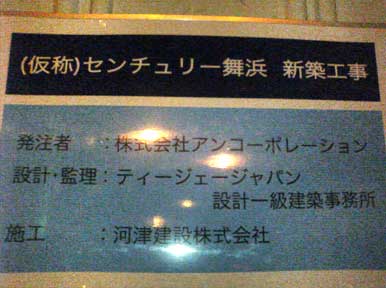 (仮称)センチュリー舞浜 新築工事
発注者 :株式会社アンコーポレーション
設計・監理:ティージェージャパン
設計一級建築事務所
施工 :河津建設株式会社